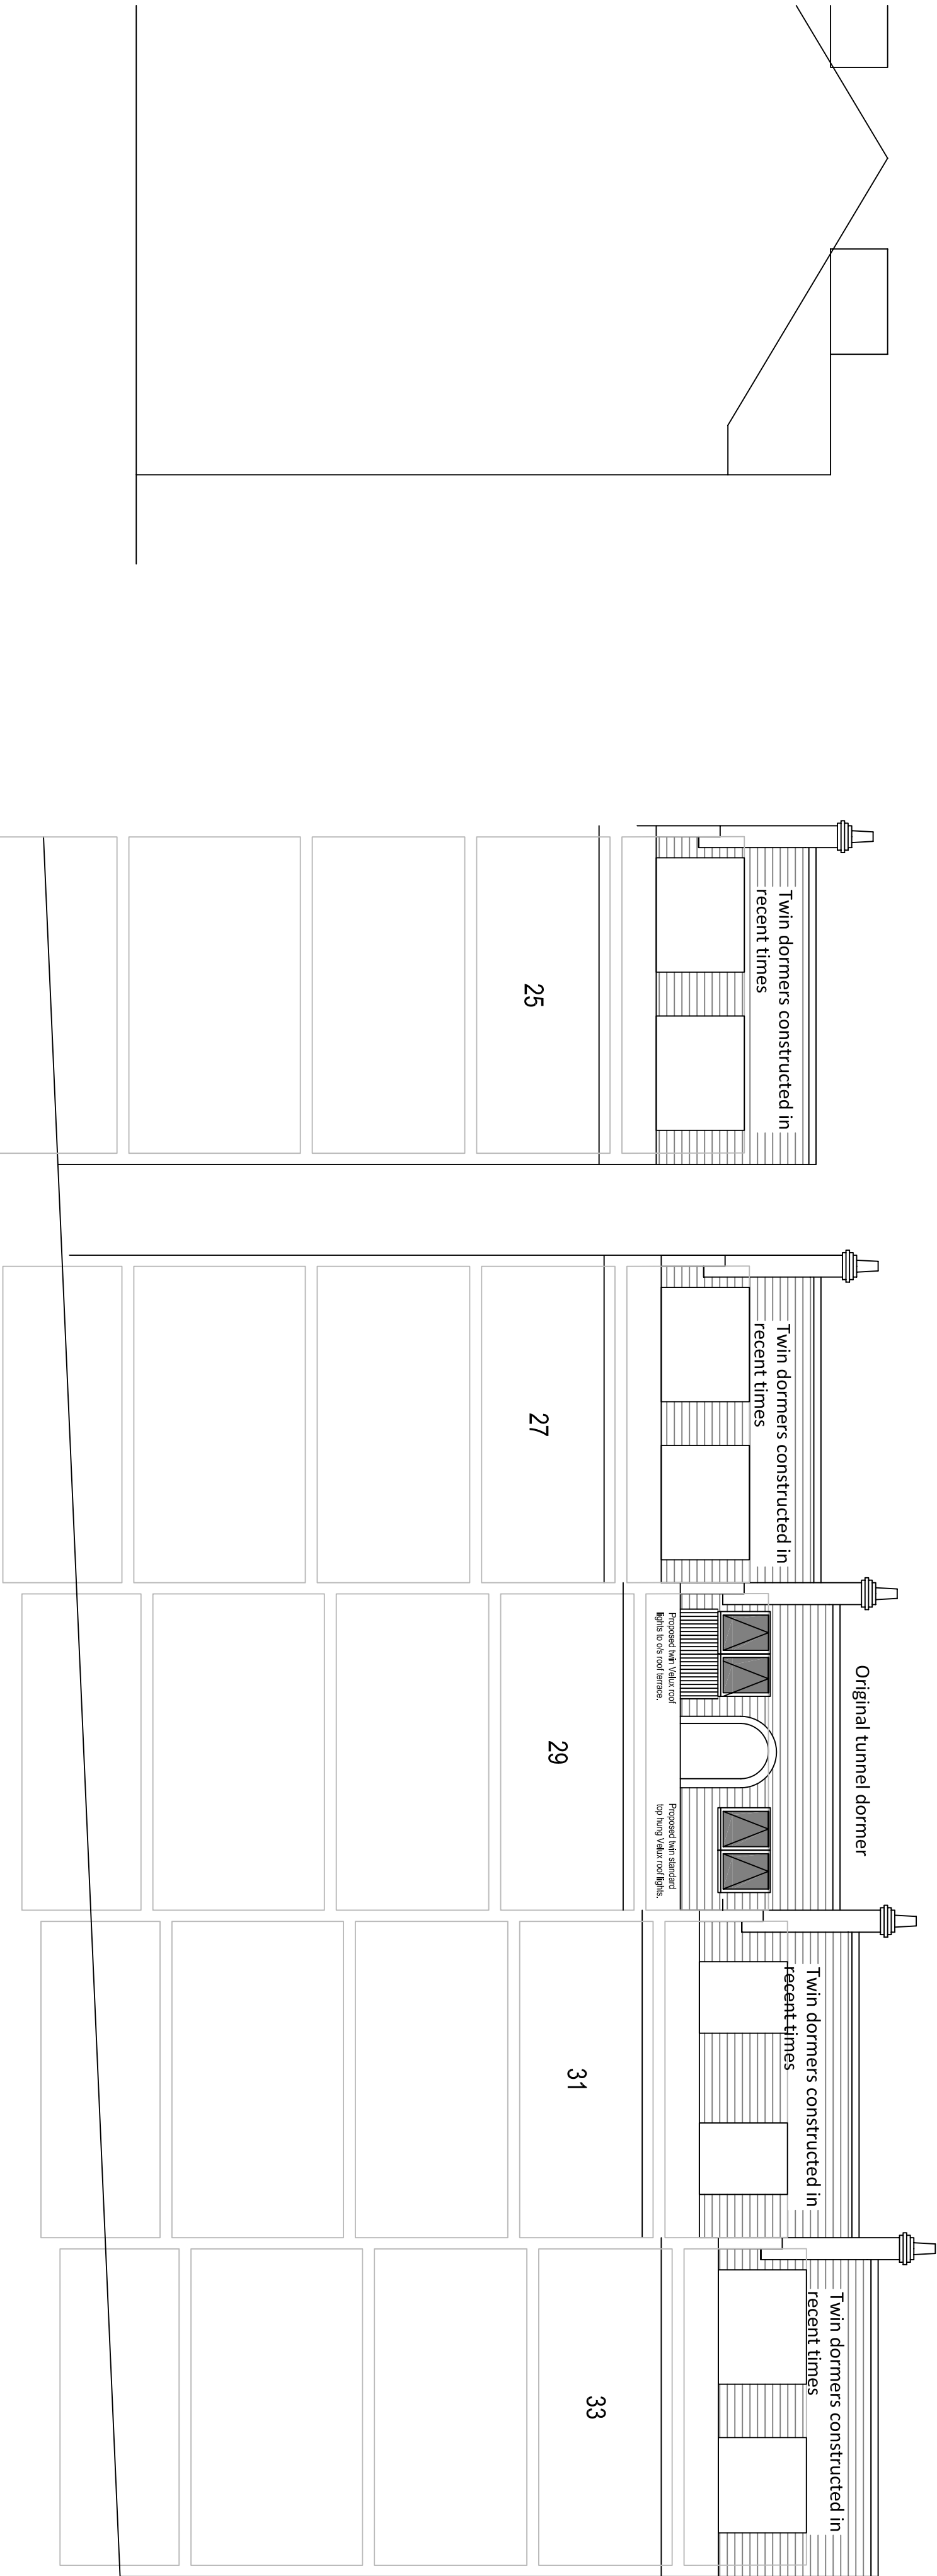 Twin dormers constructed in
recent times
25
Twin dormers constructed in
recent times
27
Original tunnel dormer
Proposed twin Velux roof
lights to o/s roof terrace.
Proposed twin standard
top hung Velux roof lights.
29
Twin dormers constructed in
recent times
31
Twin dormers constructed in
recent times
33